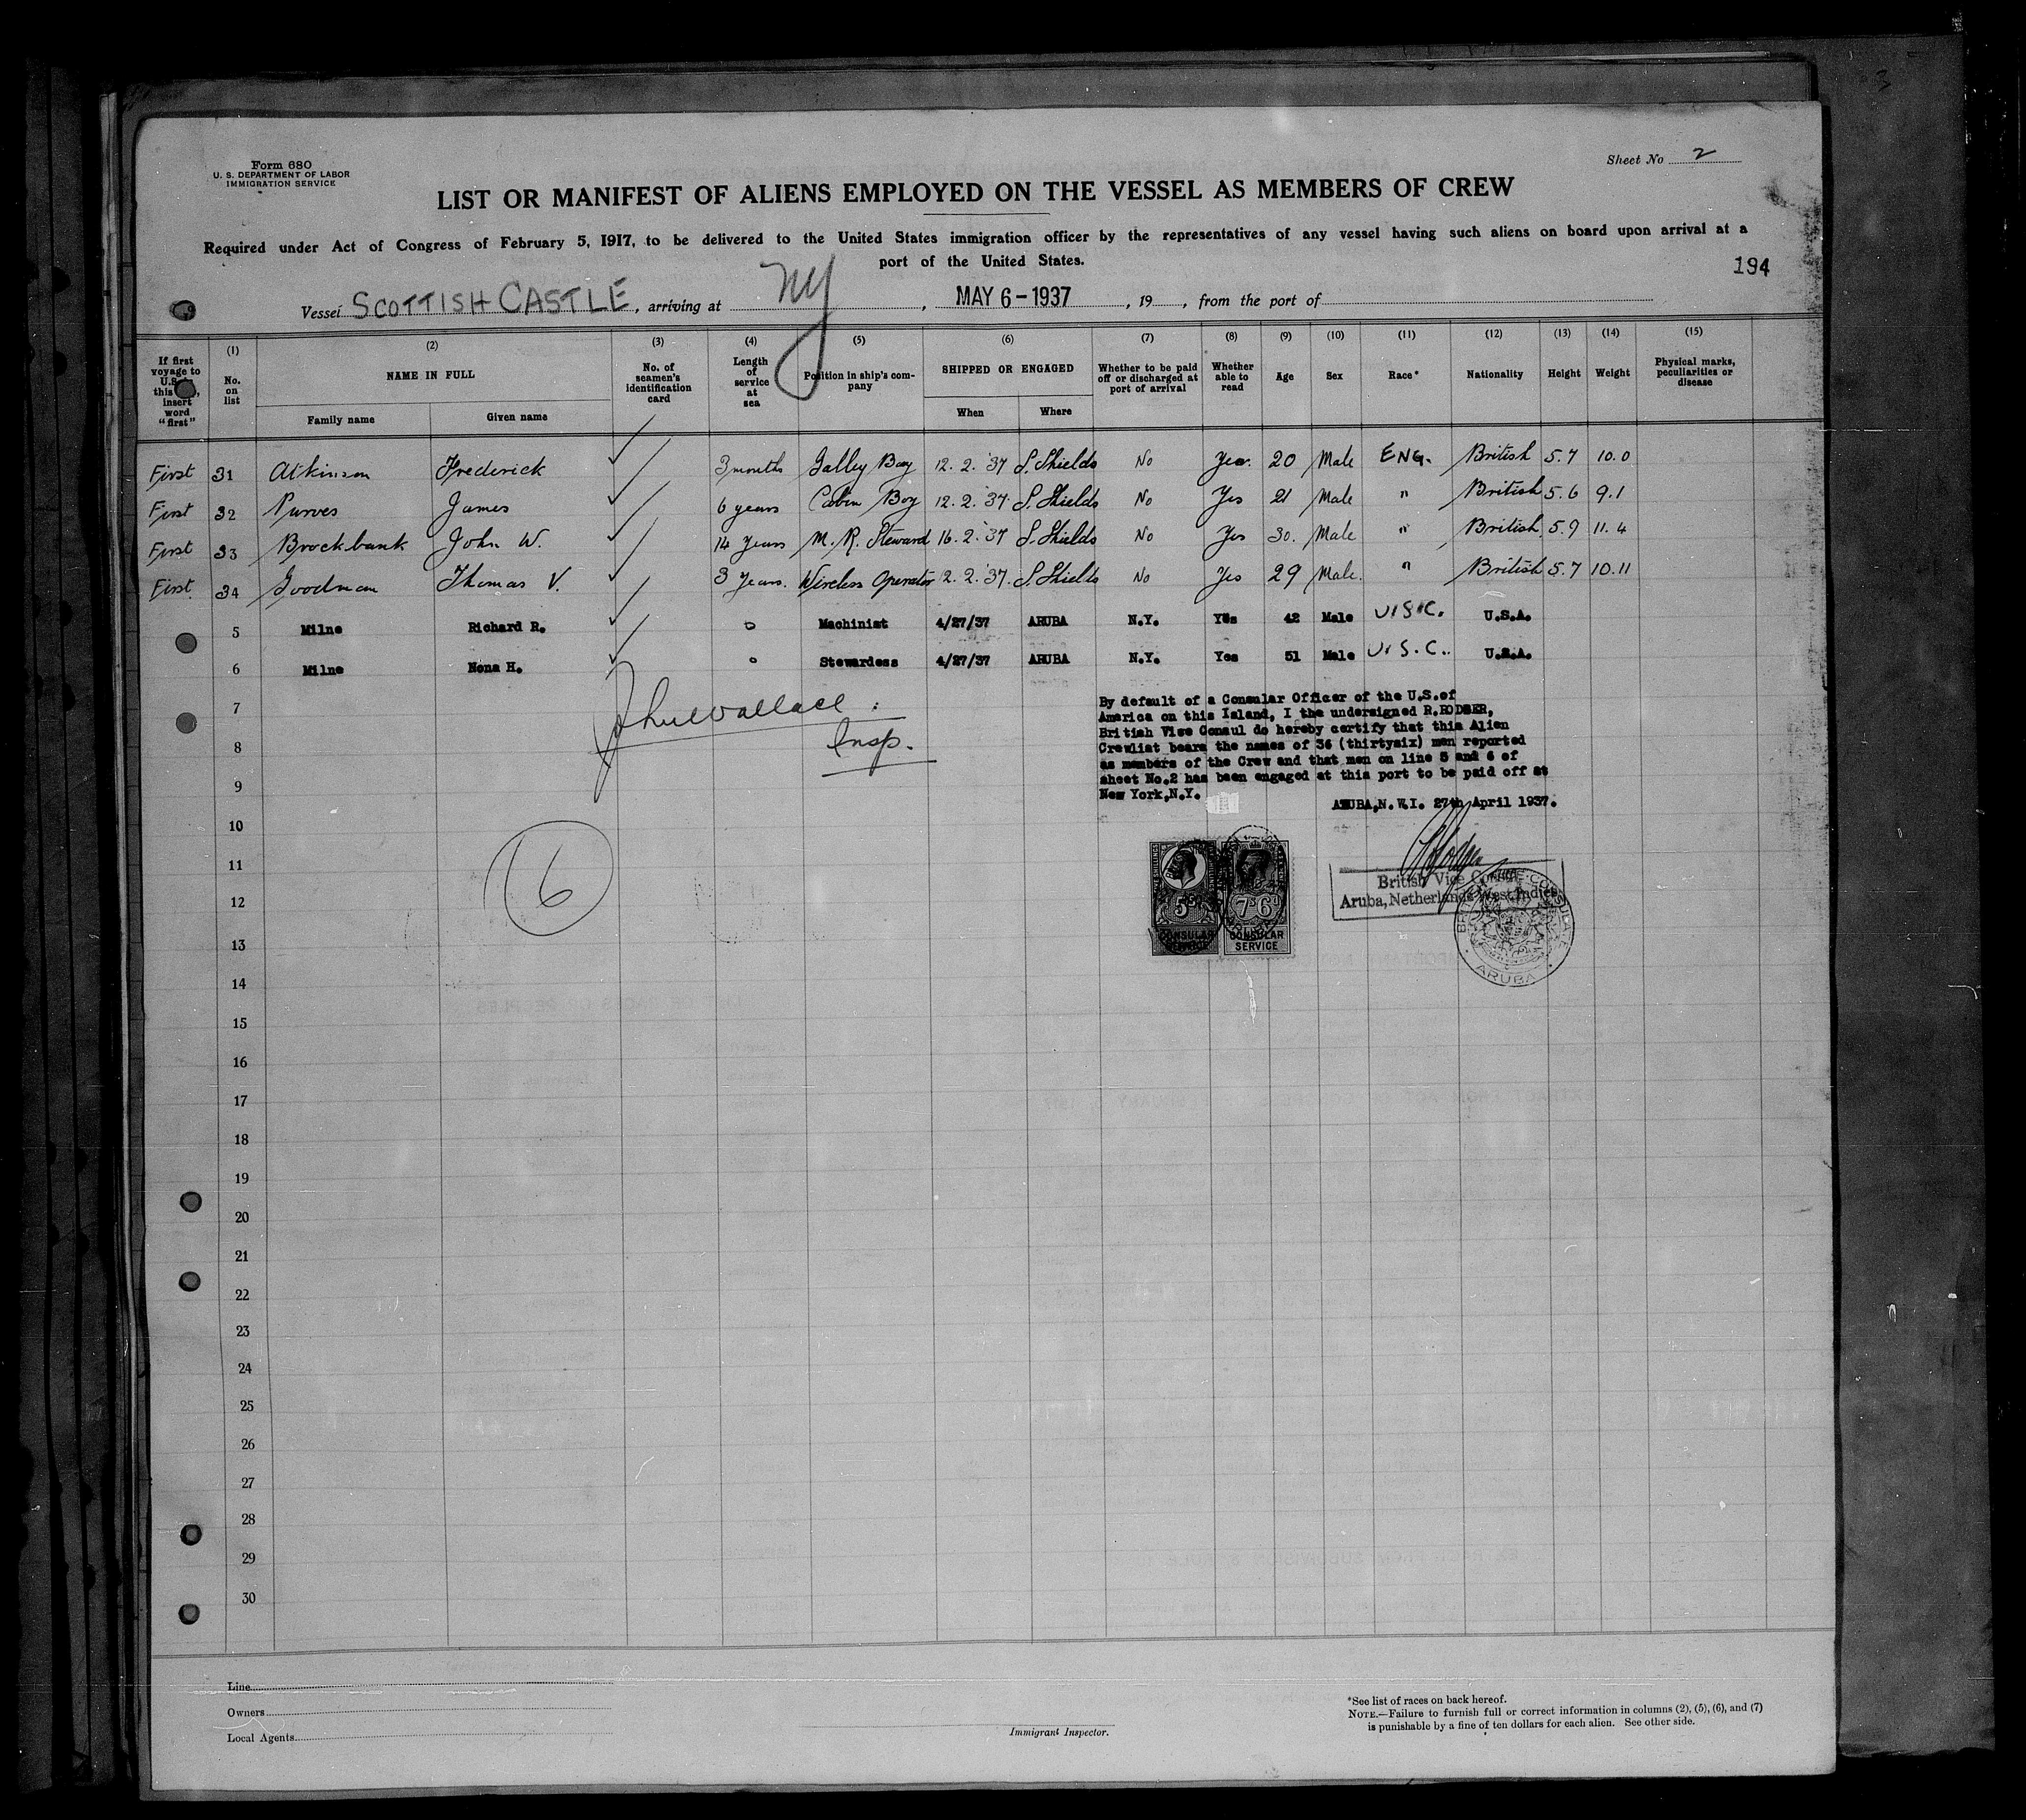 Form 680
U. S. DEPARTMENT OF LABOR
IMMIGRATION SERVICE
Sheet No 2
LIST OR MANIFEST OF ALIENS EMPLOYED ON THE VESSEL AS MEMBERS OF CREW
Required under Act of Congress of February 5, 1917, to be delivered to the United States immigration officer by the representatives of any vessel having such aliens on board upon arrival at a
port of the United States.
194
Vessel SCOTTISH CASTLE, arriving at NY, MAY 6-1937, 19, from the port of
(1) (2) (3) (4) (5) (6) (7) (8) (9) (10) (11) (12) (13) (14) (15)
If first voyage to U.S. this insert word "first" No. on list NAME IN FULL No. of seamen's identification card Length of service at sea Position in ship's company SHIPPED OR ENGAGED Whether to be paid off or discharged at port of arrival Whether able to read Age Sex Race* Nationality Height Weight Physical marks, peculiarities or disease
Family name Given name When Where
First 31 Atkinson Frederick 3 months Galley Boy 12.2.'37 S. Shields No Yes. 20 Male ENG. British 5.7 10.0
First 32 Purves James 6 years Cabin Boy 12.2.'37. S. Shields No Yes 21 Male " British 5.6 9.1
First 33 Brockbank John W. 14 years M. R. Steward 16.2.'37 S. Shields No Yes 30. Male " British 5.9 11.4
First. 34 Goodman Thomas V. 3 Years. Wireless Operator 2.2.'37. S. Shields No Yes 29 Male. " British 5.7 10.11
5 Milne Richard R. 0 Machinist 4/27/37 ARUBA N.Y. Yes 42 Male U.S.C. U.S.A.
6 Milne Nona H. 0 Stewardess 4/27/37 ARUBA N.Y. Yes 51 Male U.S.C.. U.S.A.
7
8
9
10
11
12
13
14
15
16
17
18
19
20
21
22
23
24
25
26
27
28
29
30
Wallace
Insp.
By default of a Consular Officer of the U.S.of
America on this Island, I the undersigned R.RODGER,
British Vice Consul do hereby certify that this Alien
Crewlist bears the names of 36 (thirtysix) men reported
as members of the Crew and that men on line 5 and 6 of
sheet No.2 has been engaged at this port to be paid off at
New York,N.Y.
ARUBA,N.W.I. 27th April 1937.
6
5s
CONSULAR
SERVICE
7s6d
CONSULAR
SERVICE
British Vice Consul
Aruba, Netherlands West Indies
ARUBA
Line
Owners
Local Agents
Immigrant Inspector.
*See list of races on back hereof.
NOTE.—Failure to furnish full or correct information in columns (2), (5), (6), and (7)
is punishable by a fine of ten dollars for each alien. See other side.